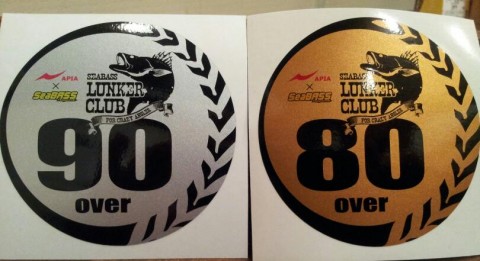 SEABASS
LUNKER
CLUB
FOR CRAZY ANGLER
APIA
×
SeaBASS
90
over
SEABASS
LUNKER
CLUB
FOR CRAZY ANGLER
APIA
×
SeaBASS
80
over